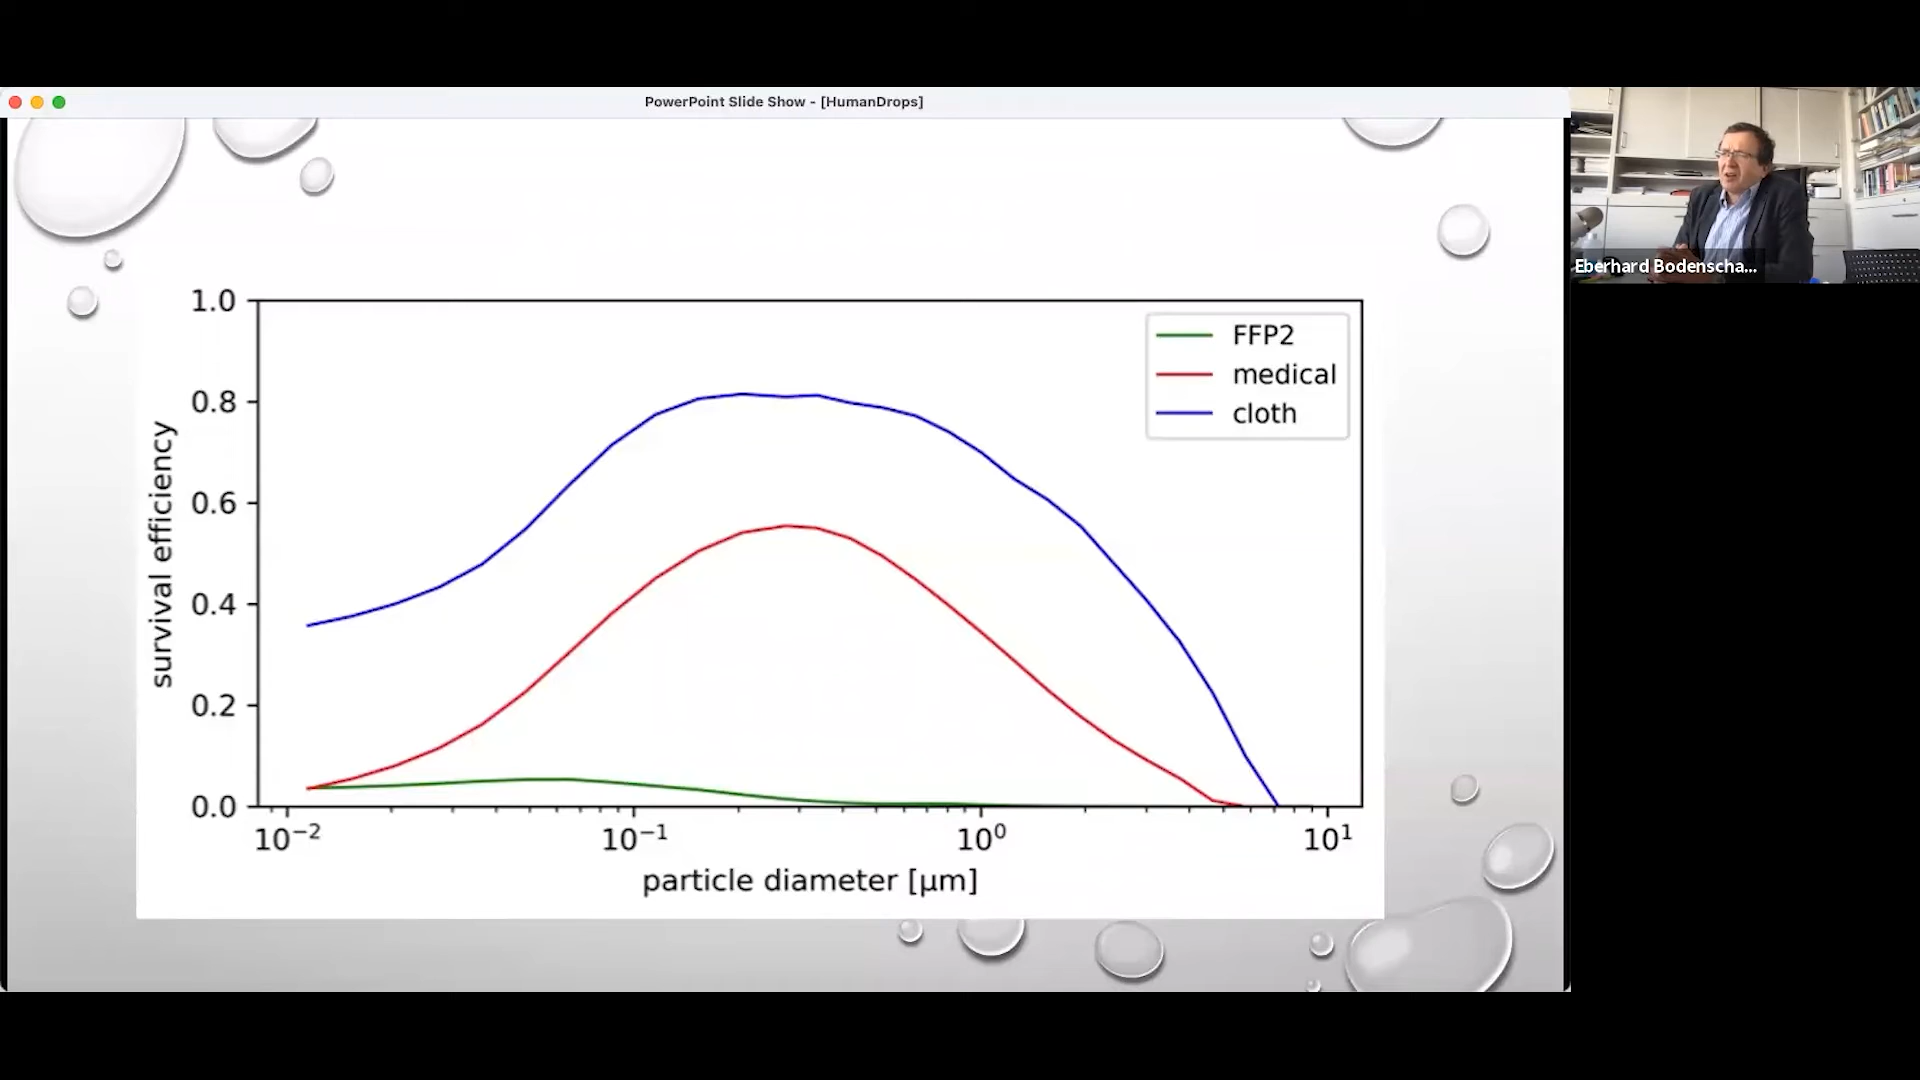 PowerPoint Slide Show - [HumanDrops]
Eberhard Bodenscha...
1.0
0.8
0.6
0.4
0.2
0.0
survival efficiency
FFP2
medical
cloth
10⁻²
10⁻¹
10⁰
10¹
particle diameter [μm]